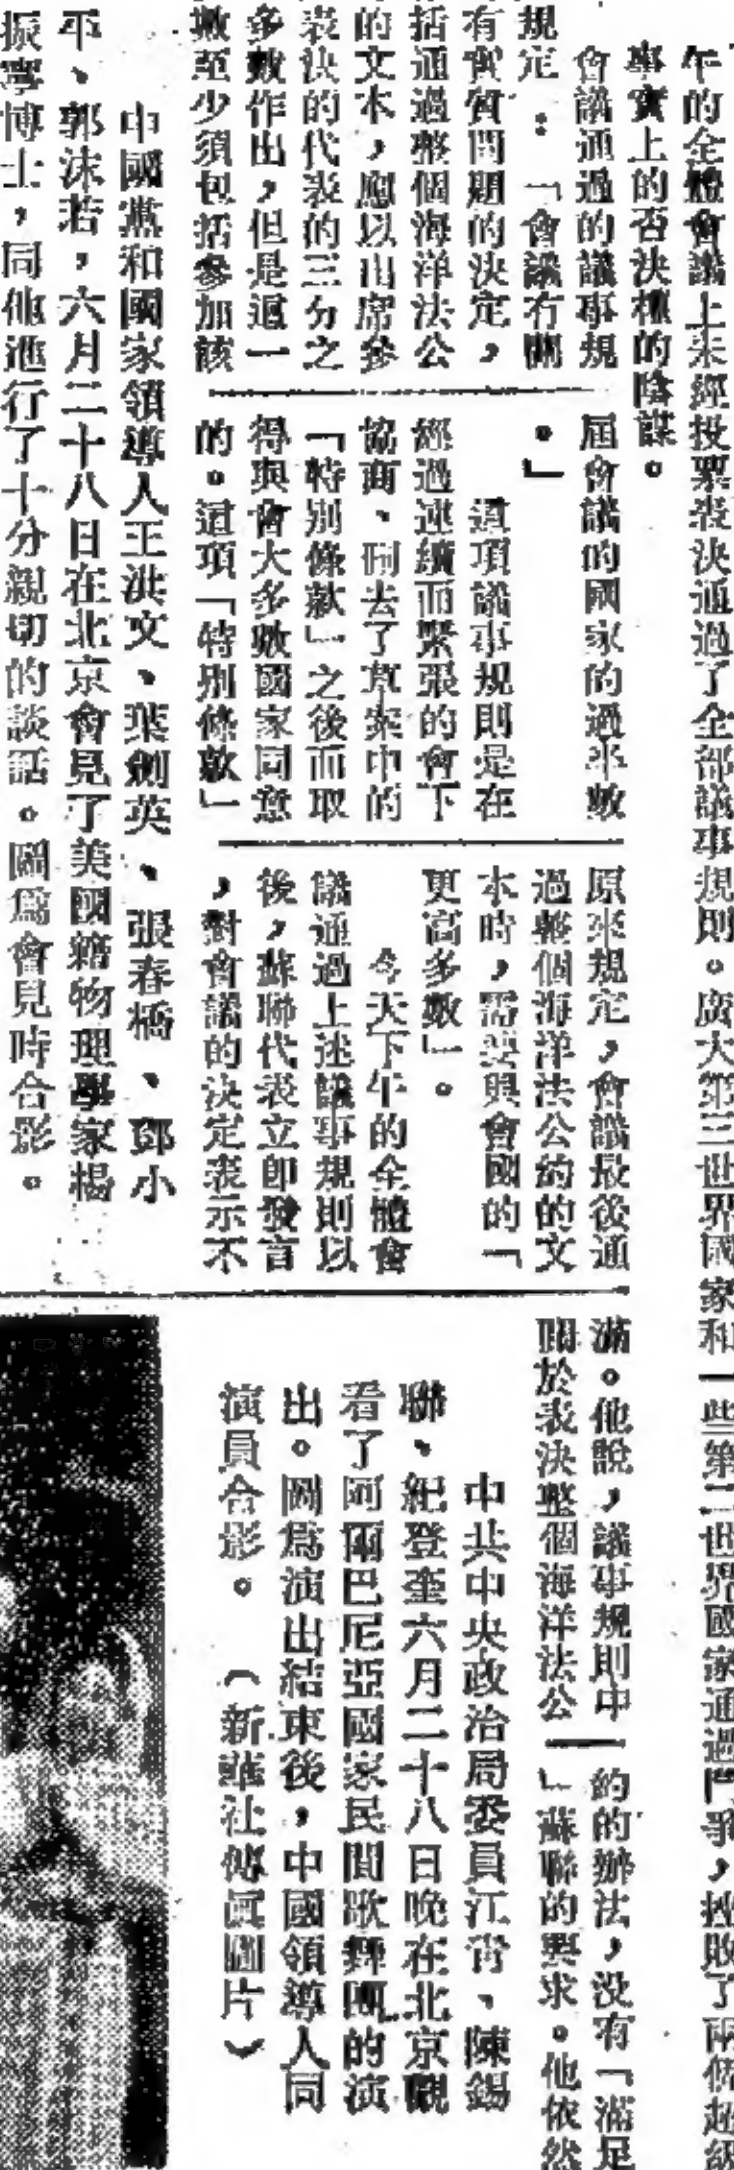 午的全體會議上未經投票表決通過了全部議事規則。廣大第三世界國家和一些第二世界國家通過鬥爭，挫敗了兩個超級
事實上的否決權的陰謀。
會議通過的議事規
規定：「會議有關
有實質問題的決定，
括通過整個海洋法公
的文本，應以出席參
表決的代表的三分之
多數作出，但是這一
數至少須包括參加該
屆會議的國家的過半數
。」
這項議事規則是在
經過連續而緊張的會下
協商、刪去了草案中的
「特別條款」之後而取
得與會大多數國家同意
的。這項「特別條款」
原來規定，會議最後通
過整個海洋法公約的文
本時，需要與會國的「
更高多數」。
今天下午的全體會
議通過上述議事規則以
後，蘇聯代表立即發言
，對會議的決定表示不
滿。他說，議事規則中
關於表決整個海洋法公
約的辦法，没有「滿足
」蘇聯的要求。他依然
中國黨和國家領導人王洪文、葉劍英、張春橋、鄧小
平、郭沫若，六月二十八日在北京會見了美國籍物理學家楊
振寧博士，同他進行了十分親切的談話。圖爲會見時合影。
中共中央政治局委員江青、陳錫
聯、紀登奎六月二十八日晚在北京觀
看了阿爾巴尼亞國家民間歌舞團的演
出。圖爲演出結束後，中國領導人同
演員合影。（新華社傳真圖片）